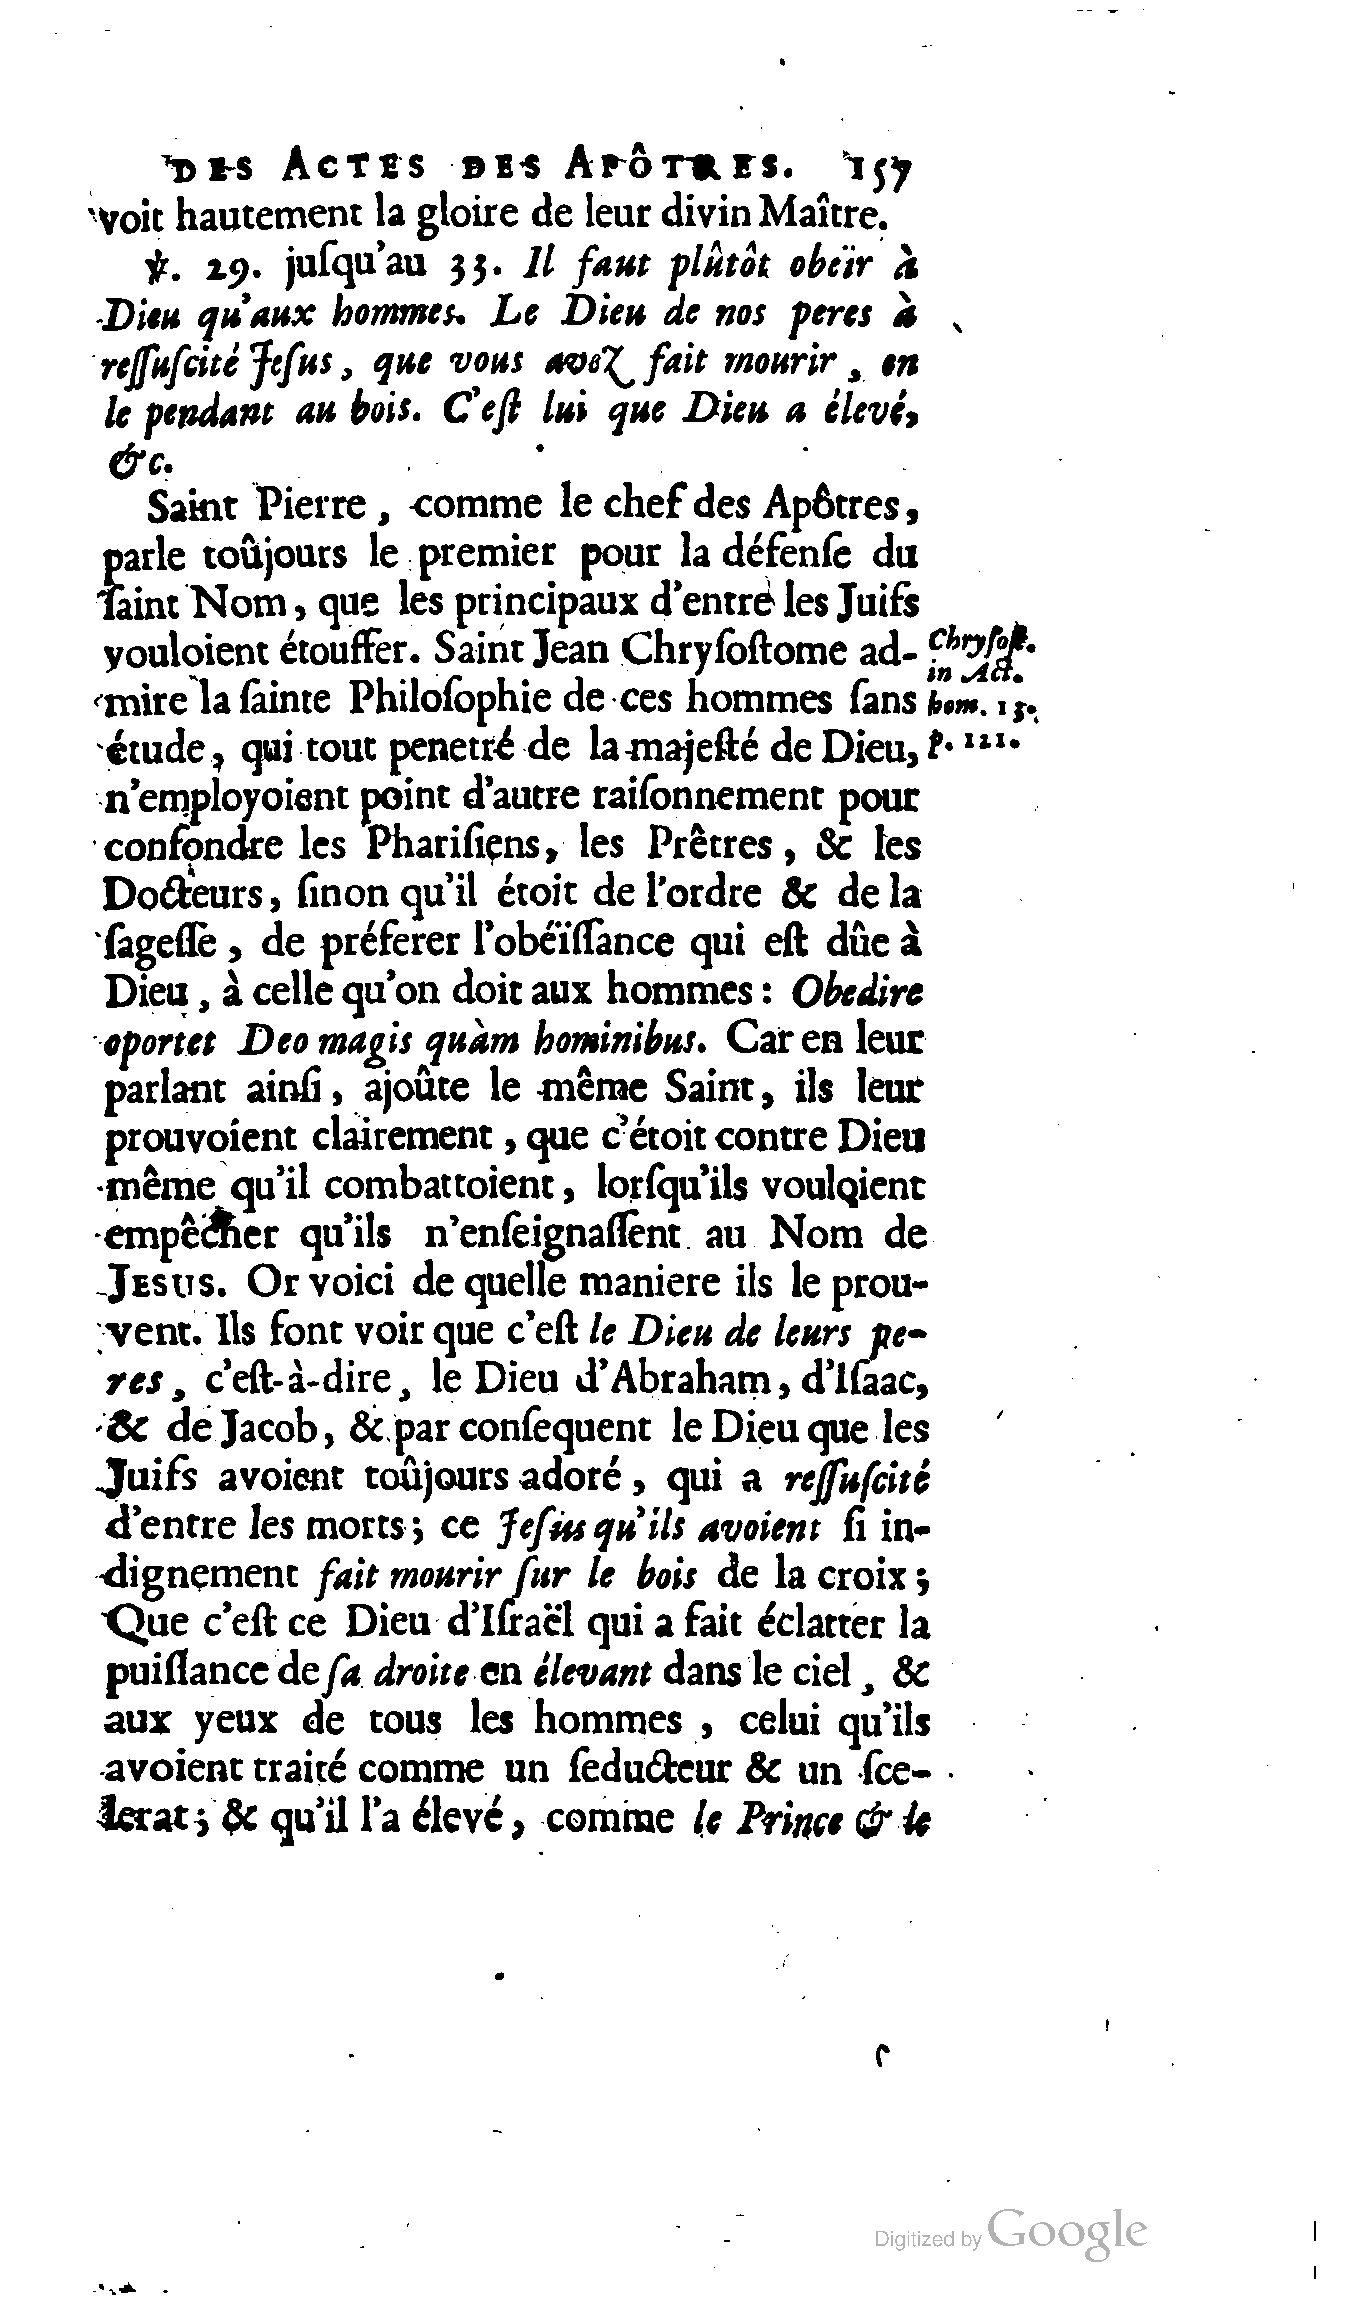 DES ACTES DES APÔTRES. 157
voit hautement la gloire de leur divin Maître.
℣. 29. juſqu'au 33. Il faut plûtôt obeïr à
Dieu qu'aux hommes. Le Dieu de nos peres à
reſſuſcité Jeſus, que vous avez fait mourir, en
le pendant au bois. C'eſt lui que Dieu a élevé,
&c.
Saint Pierre, comme le chef des Apôtres,
parle toûjours le premier pour la défenſe du
ſaint Nom, que les principaux d'entre les Juifs
vouloient étouffer. Saint Jean Chryſoſtome ad-
mire la ſainte Philoſophie de ces hommes ſans
étude, qui tout penetré de la majeſté de Dieu,
n'employoient point d'autre raiſonnement pour
confondre les Phariſiens, les Prêtres, & les
Docteurs, ſinon qu'il étoit de l'ordre & de la
ſageſſe, de préferer l'obéïſſance qui eſt dûe à
Dieu, à celle qu'on doit aux hommes: Obedire
oportet Deo magis quàm hominibus. Car en leur
parlant ainſi, ajoûte le même Saint, ils leur
prouvoient clairement, que c'étoit contre Dieu
même qu'il combattoient, lorſqu'ils vouloient
empêcher qu'ils n'enſeignaſſent au Nom de
JESUS. Or voici de quelle maniere ils le prou-
vent. Ils font voir que c'eſt le Dieu de leurs pe-
res, c'eſt-à-dire, le Dieu d'Abraham, d'Iſaac,
& de Jacob, & par conſequent le Dieu que les
Juifs avoient toûjours adoré, qui a reſſuſcité
d'entre les morts; ce Jeſus qu'ils avoient ſi in-
dignement fait mourir ſur le bois de la croix;
Que c'eſt ce Dieu d'Iſraël qui a fait éclatter la
puiſſance de ſa droite en élevant dans le ciel, &
aux yeux de tous les hommes, celui qu'ils
avoient traité comme un ſeducteur & un ſce-
lerat; & qu'il l'a élevé, comme le Prince & le
Chryſoſt.
in Act.
hom. 13.
p. 121.
Digitized by Google